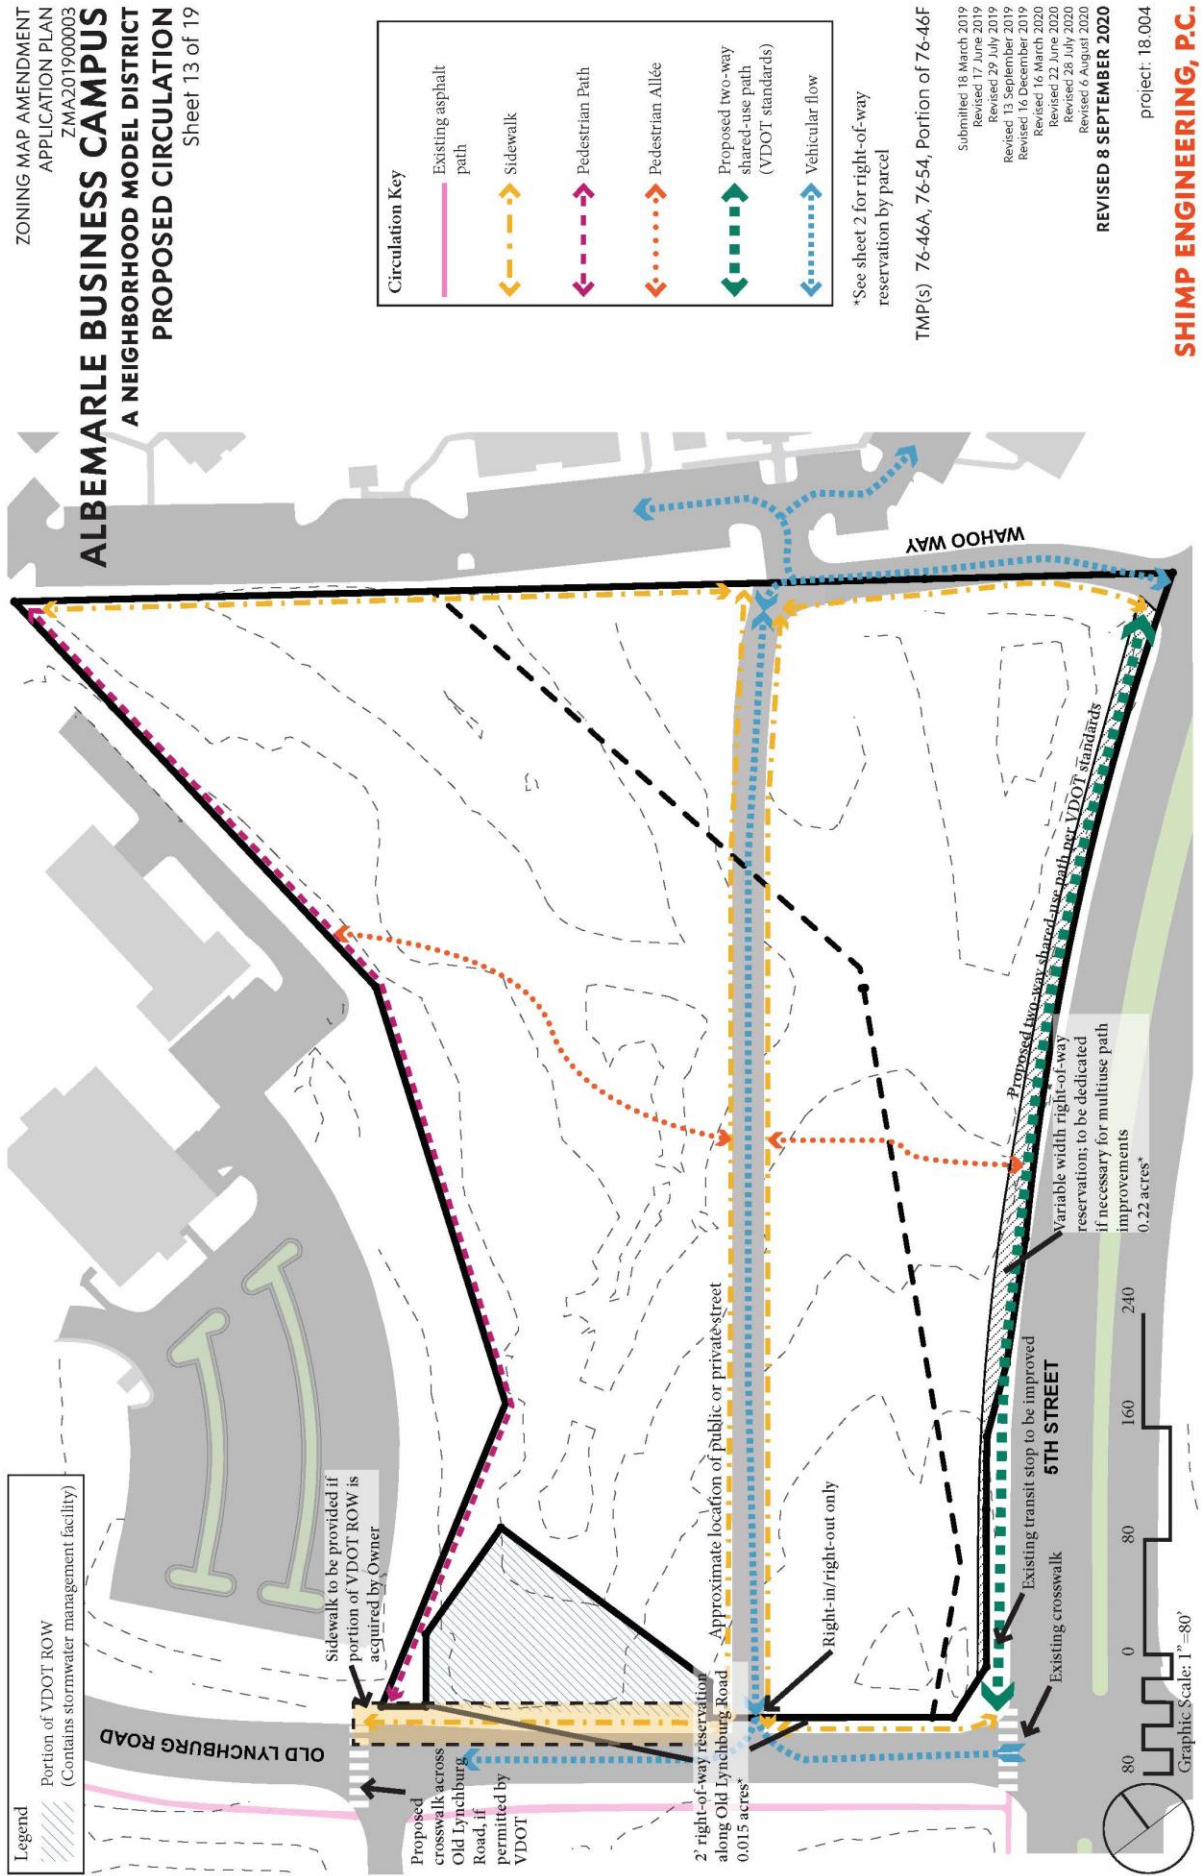 ZONING MAP AMENDMENT
APPLICATION PLAN
ZMA201900003
ALBEMARLE BUSINESS CAMPUS
A NEIGHBORHOOD MODEL DISTRICT
PROPOSED CIRCULATION
Sheet 13 of 19
Circulation Key
Existing asphalt
path
Sidewalk
Pedestrian Path
Pedestrian Allée
Proposed two-way
shared-use path
(VDOT standards)
Vehicular flow
*See sheet 2 for right-of-way
reservation by parcel
TMP(s) 76-46A, 76-54, Portion of 76-46F
Submitted 18 March 2019
Revised 17 June 2019
Revised 29 July 2019
Revised 13 September 2019
Revised 16 December 2019
Revised 16 March 2020
Revised 22 June 2020
Revised 28 July 2020
Revised 6 August 2020
REVISED 8 SEPTEMBER 2020
project: 18.004
SHIMP ENGINEERING, P.C.
Legend
Portion of VDOT ROW
(Contains stormwater management facility)
OLD LYNCHBURG ROAD
Sidewalk to be provided if
portion of VDOT ROW is
acquired by Owner
Proposed
crosswalk across
Old Lynchburg
Road, if
permitted by
VDOT
2' right-of-way reservation
along Old Lynchburg Road
0.015 acres*
Approximate location of public or private street
Right-in/right-out only
WAHOO WAY
Proposed two-way shared-use path per VDOT standards
Variable width right-of-way
reservation; to be dedicated
if necessary for multiuse path
improvements
0.22 acres*
Existing transit stop to be improved
5TH STREET
Existing crosswalk
80 0 80 160 240
Graphic Scale: 1"=80'